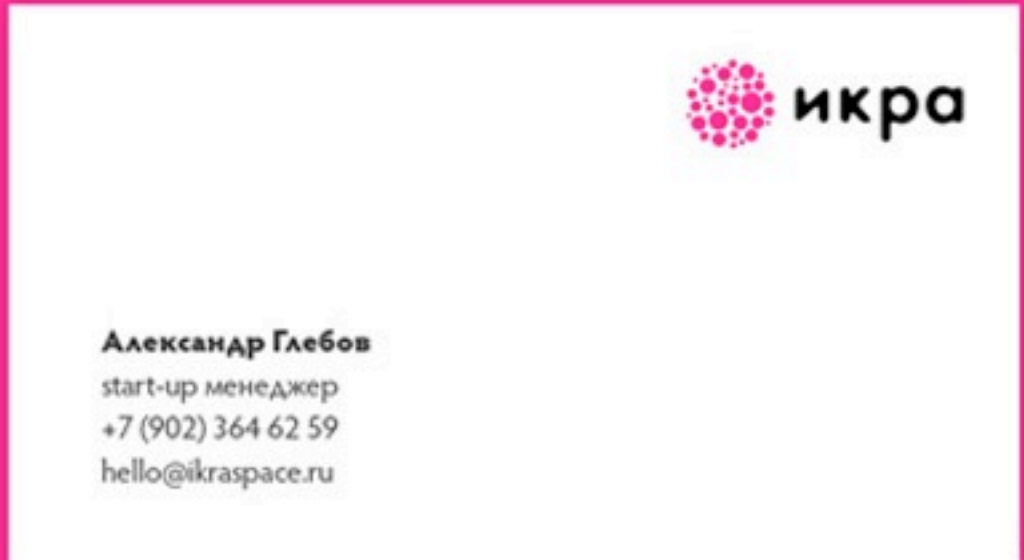 икра
Александр Глебов
start-up менеджер
+7 (902) 364 62 59
hello@ikraspace.ru